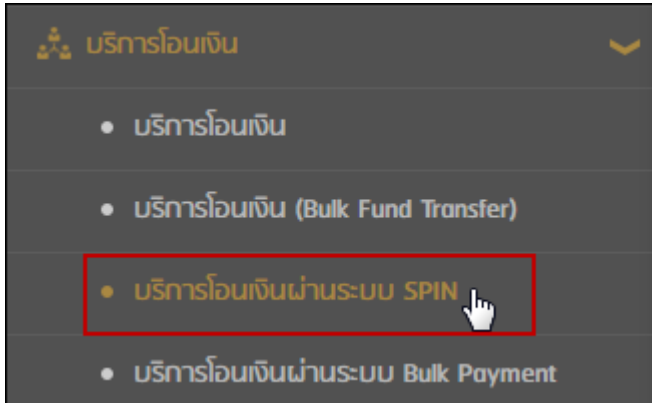 บริการโอนเงิน
บริการโอนเงิน
บริการโอนเงิน (Bulk Fund Transfer)
บริการโอนเงินผ่านระบบ SPIN
บริการโอนเงินผ่านระบบ Bulk Payment